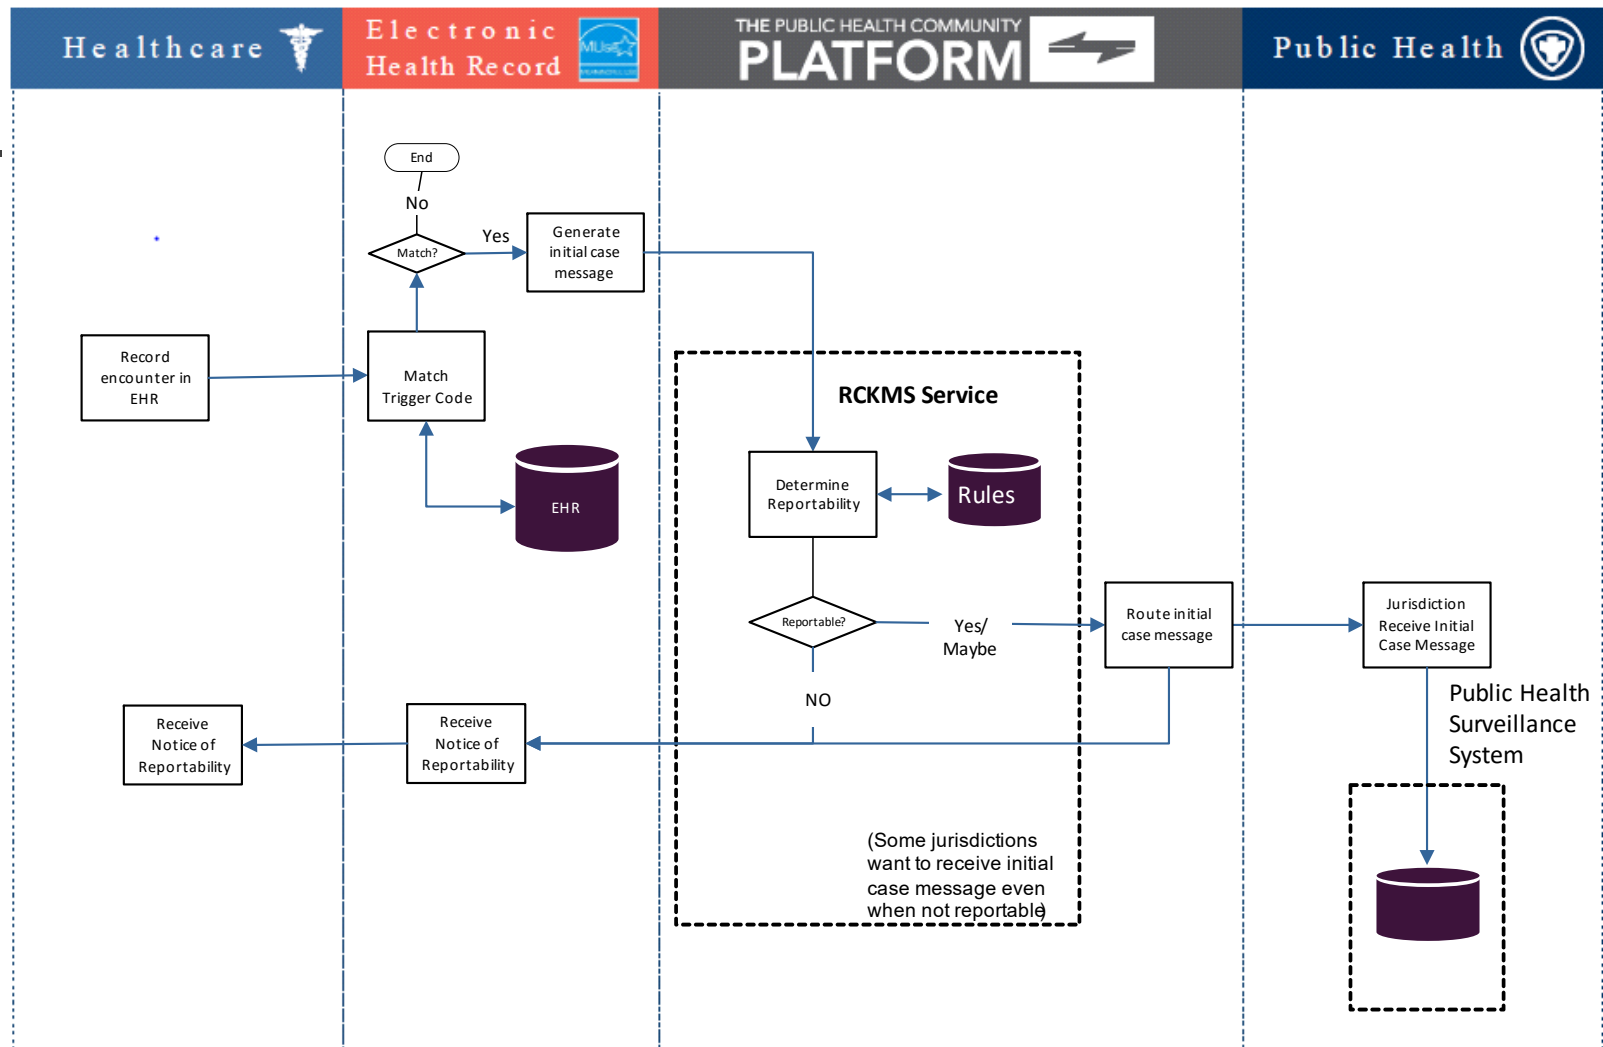 Healthcare
Electronic
Health Record
MUse
THE PUBLIC HEALTH COMMUNITY
PLATFORM
Public Health
End
No
Match?
Yes
Generate
initial case
message
Record
encounter in
EHR
Match
Trigger Code
EHR
RCKMS Service
Determine
Reportability
Rules
Reportable?
Yes/
Maybe
NO
Route initial
case message
Jurisdiction
Receive Initial
Case Message
Public Health
Surveillance
System
Receive
Notice of
Reportability
Receive
Notice of
Reportability
(Some jurisdictions
want to receive initial
case message even
when not reportable)